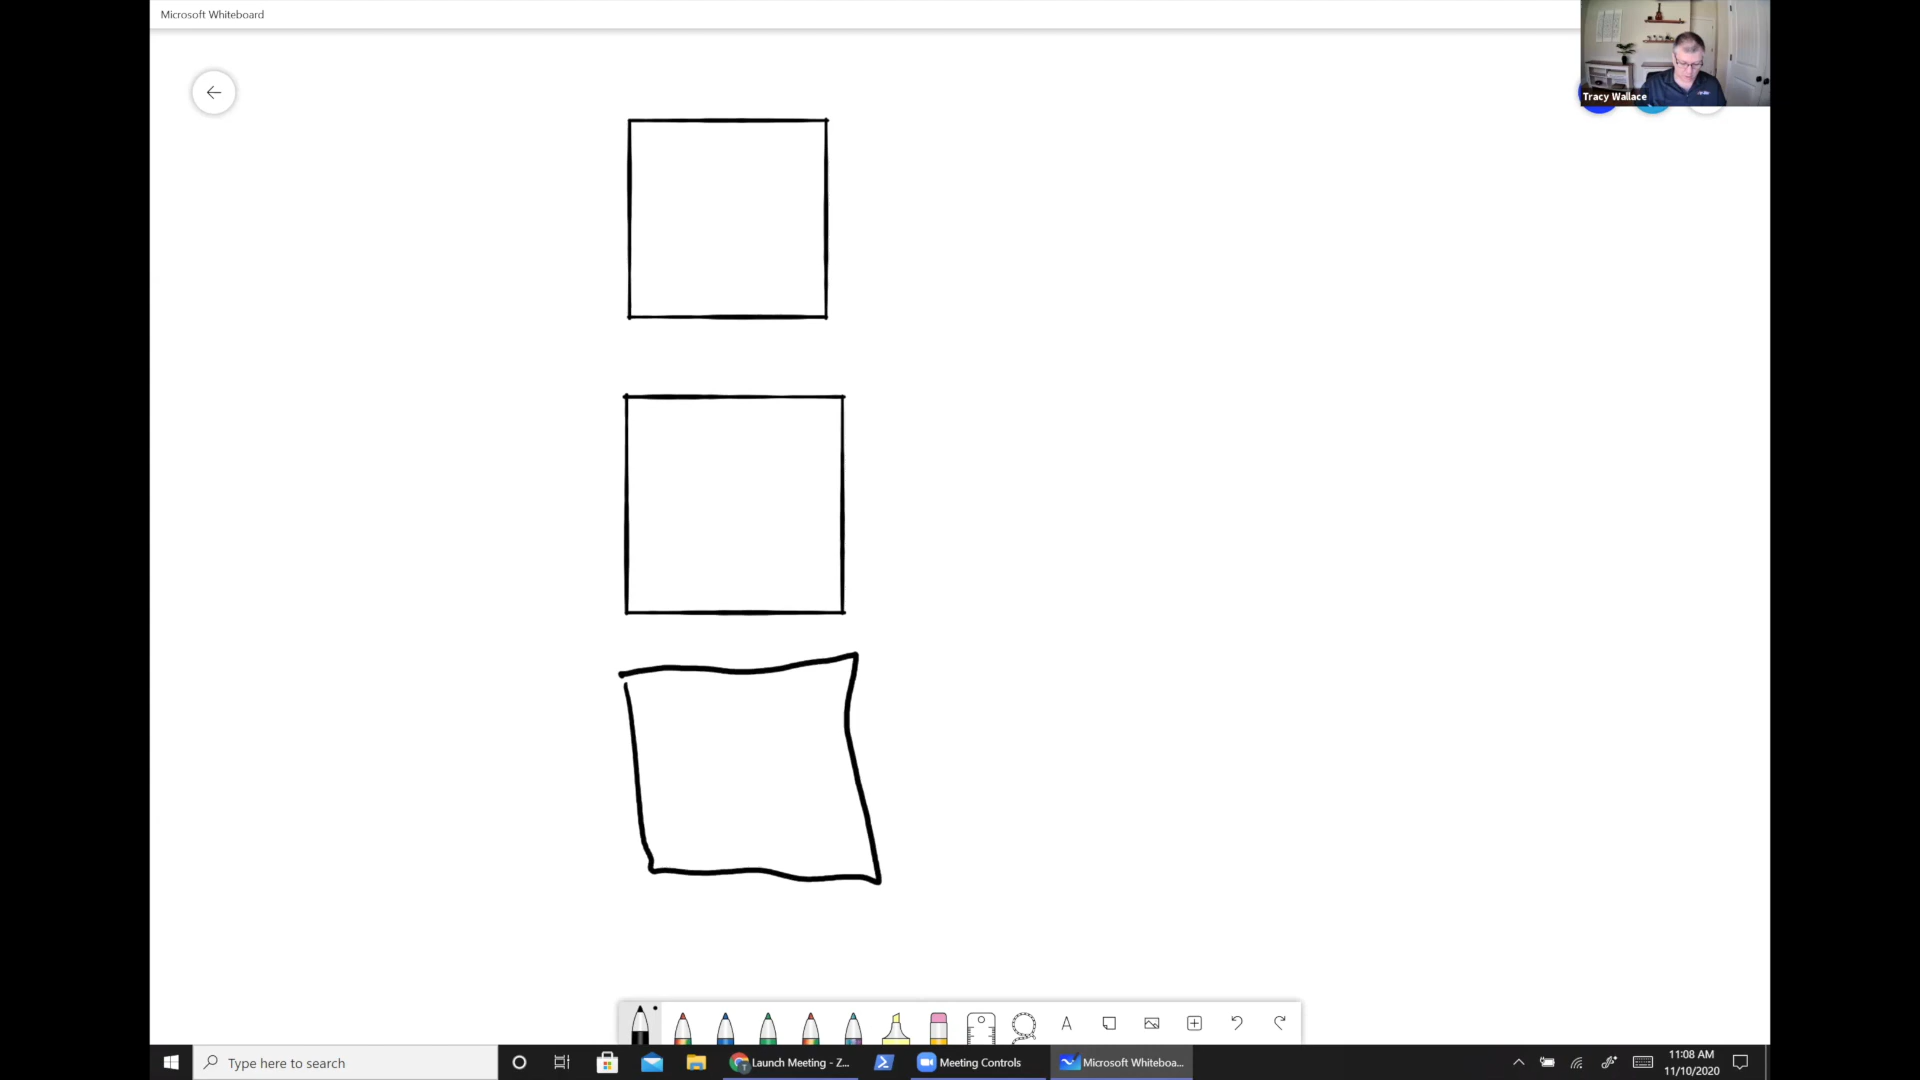 Microsoft Whiteboard
Tracy Wallace
Type here to search
Launch Meeting - Z...
Meeting Controls
Microsoft Whiteboa...
11:08 AM
11/10/2020